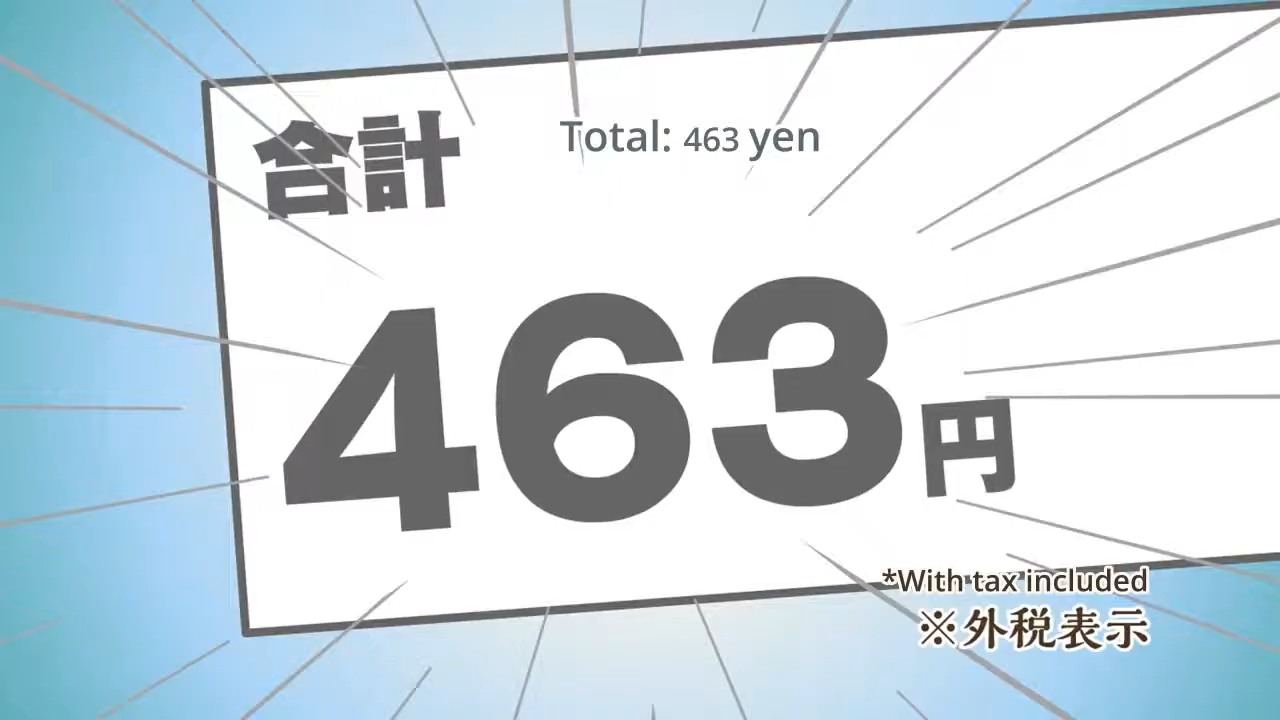 合計
Total: 463 yen
463円
*With tax included
※外税表示